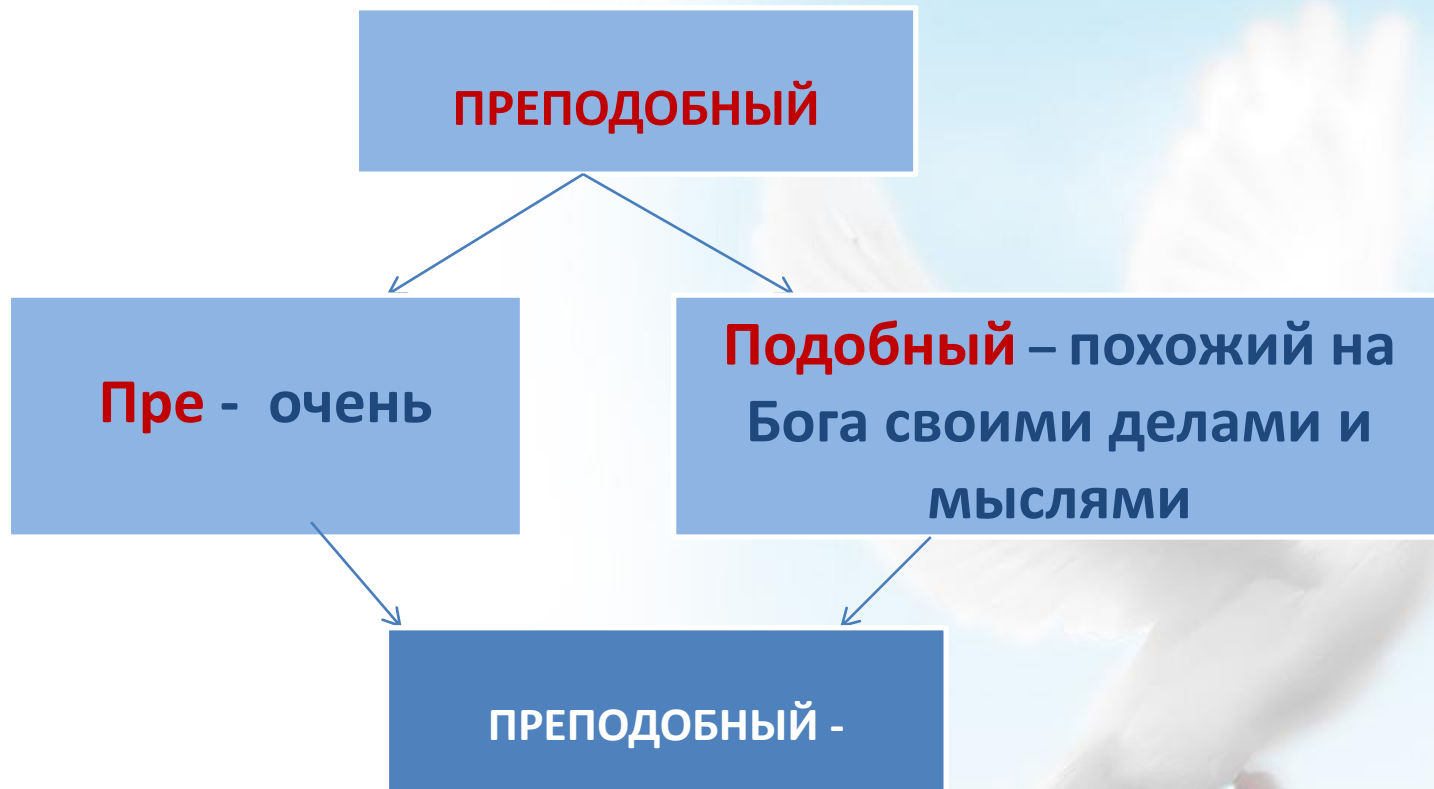 ПРЕПОДОБНЫЙ
Пре - очень
Подобный – похожий на
Бога своими делами и
мыслями
ПРЕПОДОБНЫЙ -